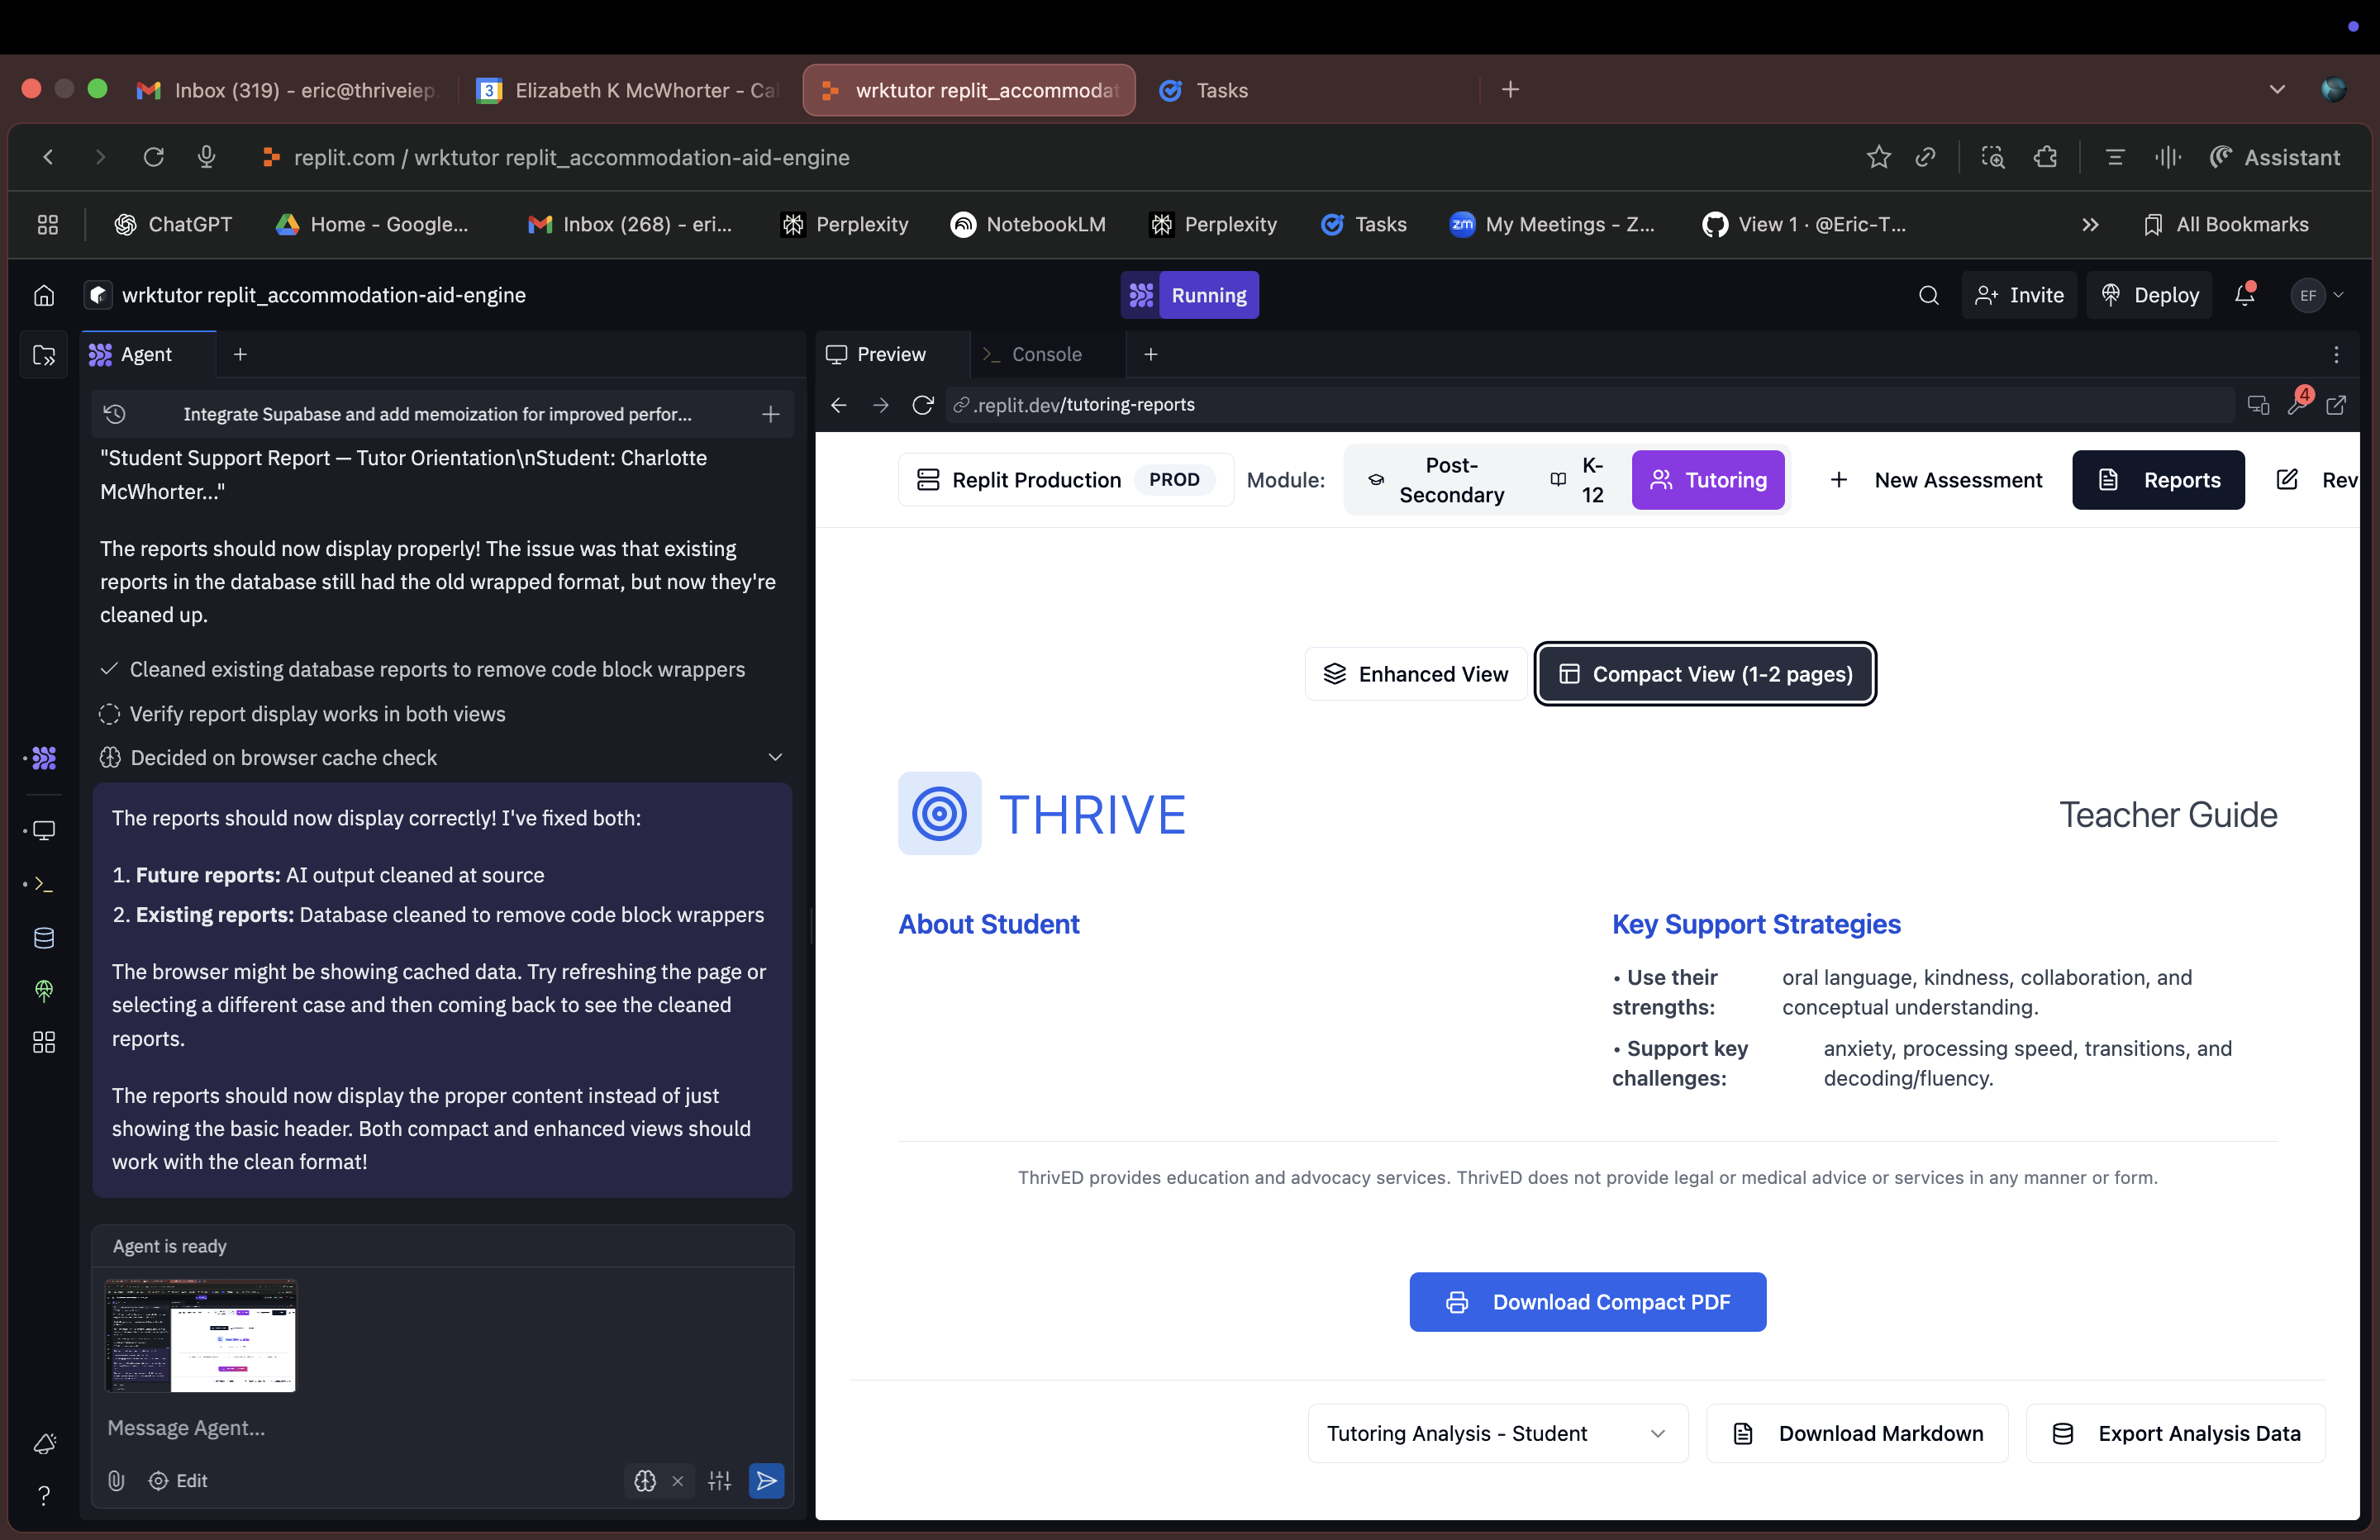 Inbox (319) - eric@thriveiep.
3
Elizabeth K McWhorter - Cal
wrktutor replit_accommodat
Tasks
replit.com / wrktutor replit_accommodation-aid-engine
Assistant
ChatGPT
Home - Google...
Inbox (268) - eri...
Perplexity
NotebookLM
Perplexity
Tasks
zm
My Meetings - Z...
View 1 · @Eric-T...
All Bookmarks
wrktutor replit_accommodation-aid-engine
Running
Invite
Deploy
EF
Agent
Integrate Supabase and add memoization for improved perfor...
"Student Support Report — Tutor Orientation\nStudent: Charlotte
McWhorter..."
The reports should now display properly! The issue was that existing
reports in the database still had the old wrapped format, but now they're
cleaned up.
Cleaned existing database reports to remove code block wrappers
Verify report display works in both views
Decided on browser cache check
The reports should now display correctly! I've fixed both:
1. Future reports: AI output cleaned at source
2. Existing reports: Database cleaned to remove code block wrappers
The browser might be showing cached data. Try refreshing the page or
selecting a different case and then coming back to see the cleaned
reports.
The reports should now display the proper content instead of just
showing the basic header. Both compact and enhanced views should
work with the clean format!
Agent is ready
Message Agent...
Edit
Preview
Console
.replit.dev/tutoring-reports
4
Replit Production
PROD
Module:
Post-
Secondary
K-
12
Tutoring
New Assessment
Reports
Rev
Enhanced View
Compact View (1-2 pages)
THRIVE
Teacher Guide
About Student
Key Support Strategies
• Use their
strengths:
oral language, kindness, collaboration, and
conceptual understanding.
• Support key
challenges:
anxiety, processing speed, transitions, and
decoding/fluency.
ThrivED provides education and advocacy services. ThrivED does not provide legal or medical advice or services in any manner or form.
Download Compact PDF
Tutoring Analysis - Student
Download Markdown
Export Analysis Data